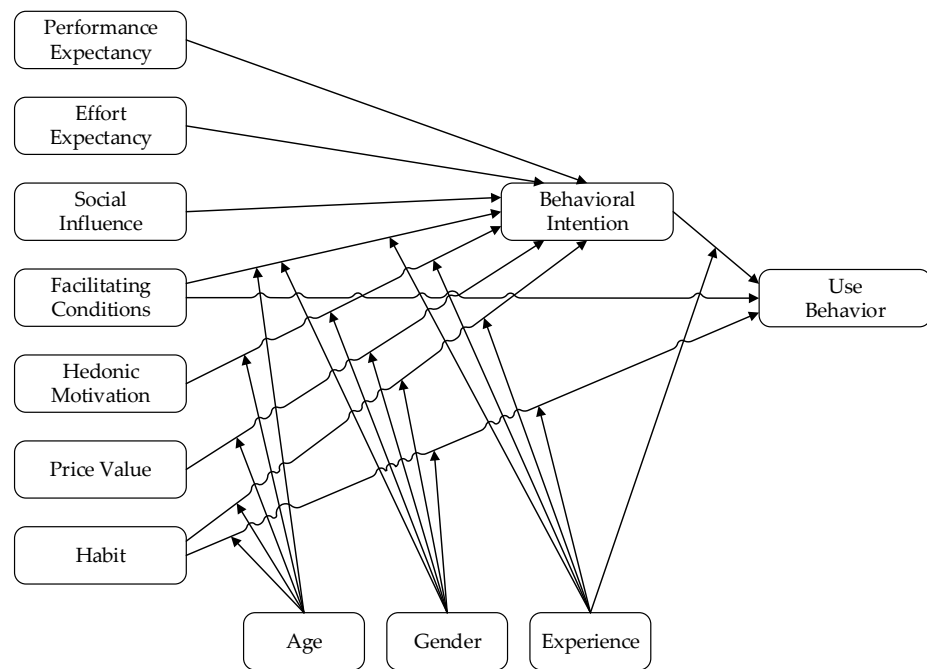 Performance
Expectancy
Effort
Expectancy
Social
Influence
Behavioral
Intention
Facilitating
Conditions
Use
Behavior
Hedonic
Motivation
Price Value
Habit
Age
Gender
Experience